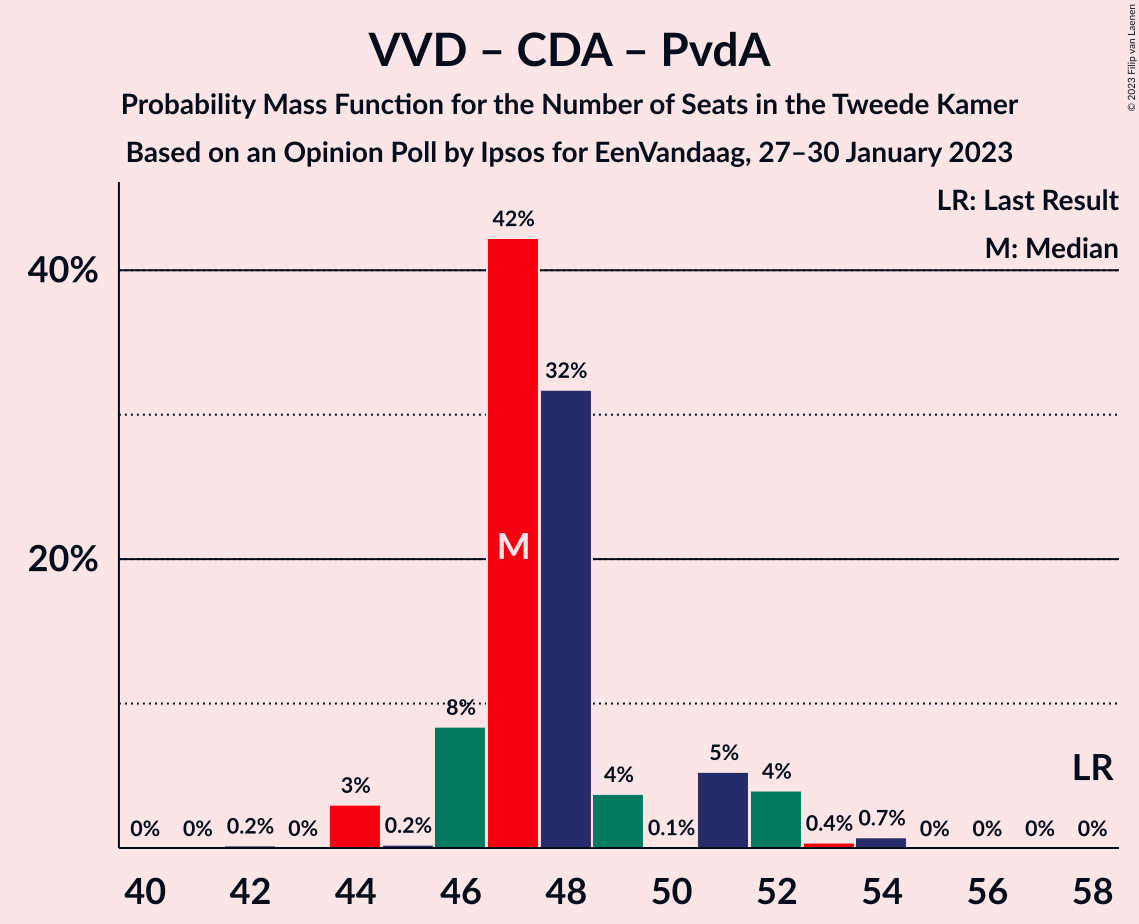 VVD – CDA – PvdA
Probability Mass Function for the Number of Seats in the Tweede Kamer
Based on an Opinion Poll by Ipsos for EenVandaag, 27–30 January 2023
© 2023 Filip van Laenen
LR: Last Result
M: Median
40%
20%
0% 0% 0.2% 0% 3% 0.2% 8% 42% 32% 4% 0.1% 5% 4% 0.4% 0.7% 0% 0% 0% 0%
M
LR
40 42 44 46 48 50 52 54 56 58